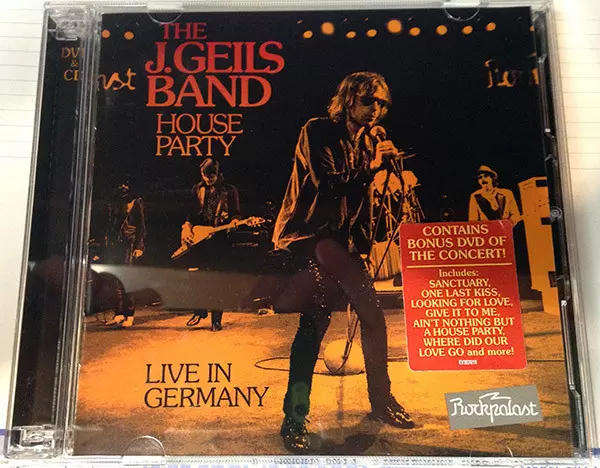 DVD
&
CD
THE
J. GEILS
BAND
HOUSE
PARTY
LIVE IN
GERMANY
CONTAINS
BONUS DVD OF
THE CONCERT!
Includes:
SANCTUARY,
ONE LAST KISS,
LOOKING FOR LOVE,
GIVE IT TO ME,
AIN'T NOTHING BUT
A HOUSE PARTY,
WHERE DID OUR
LOVE GO and more!
Rockpalast